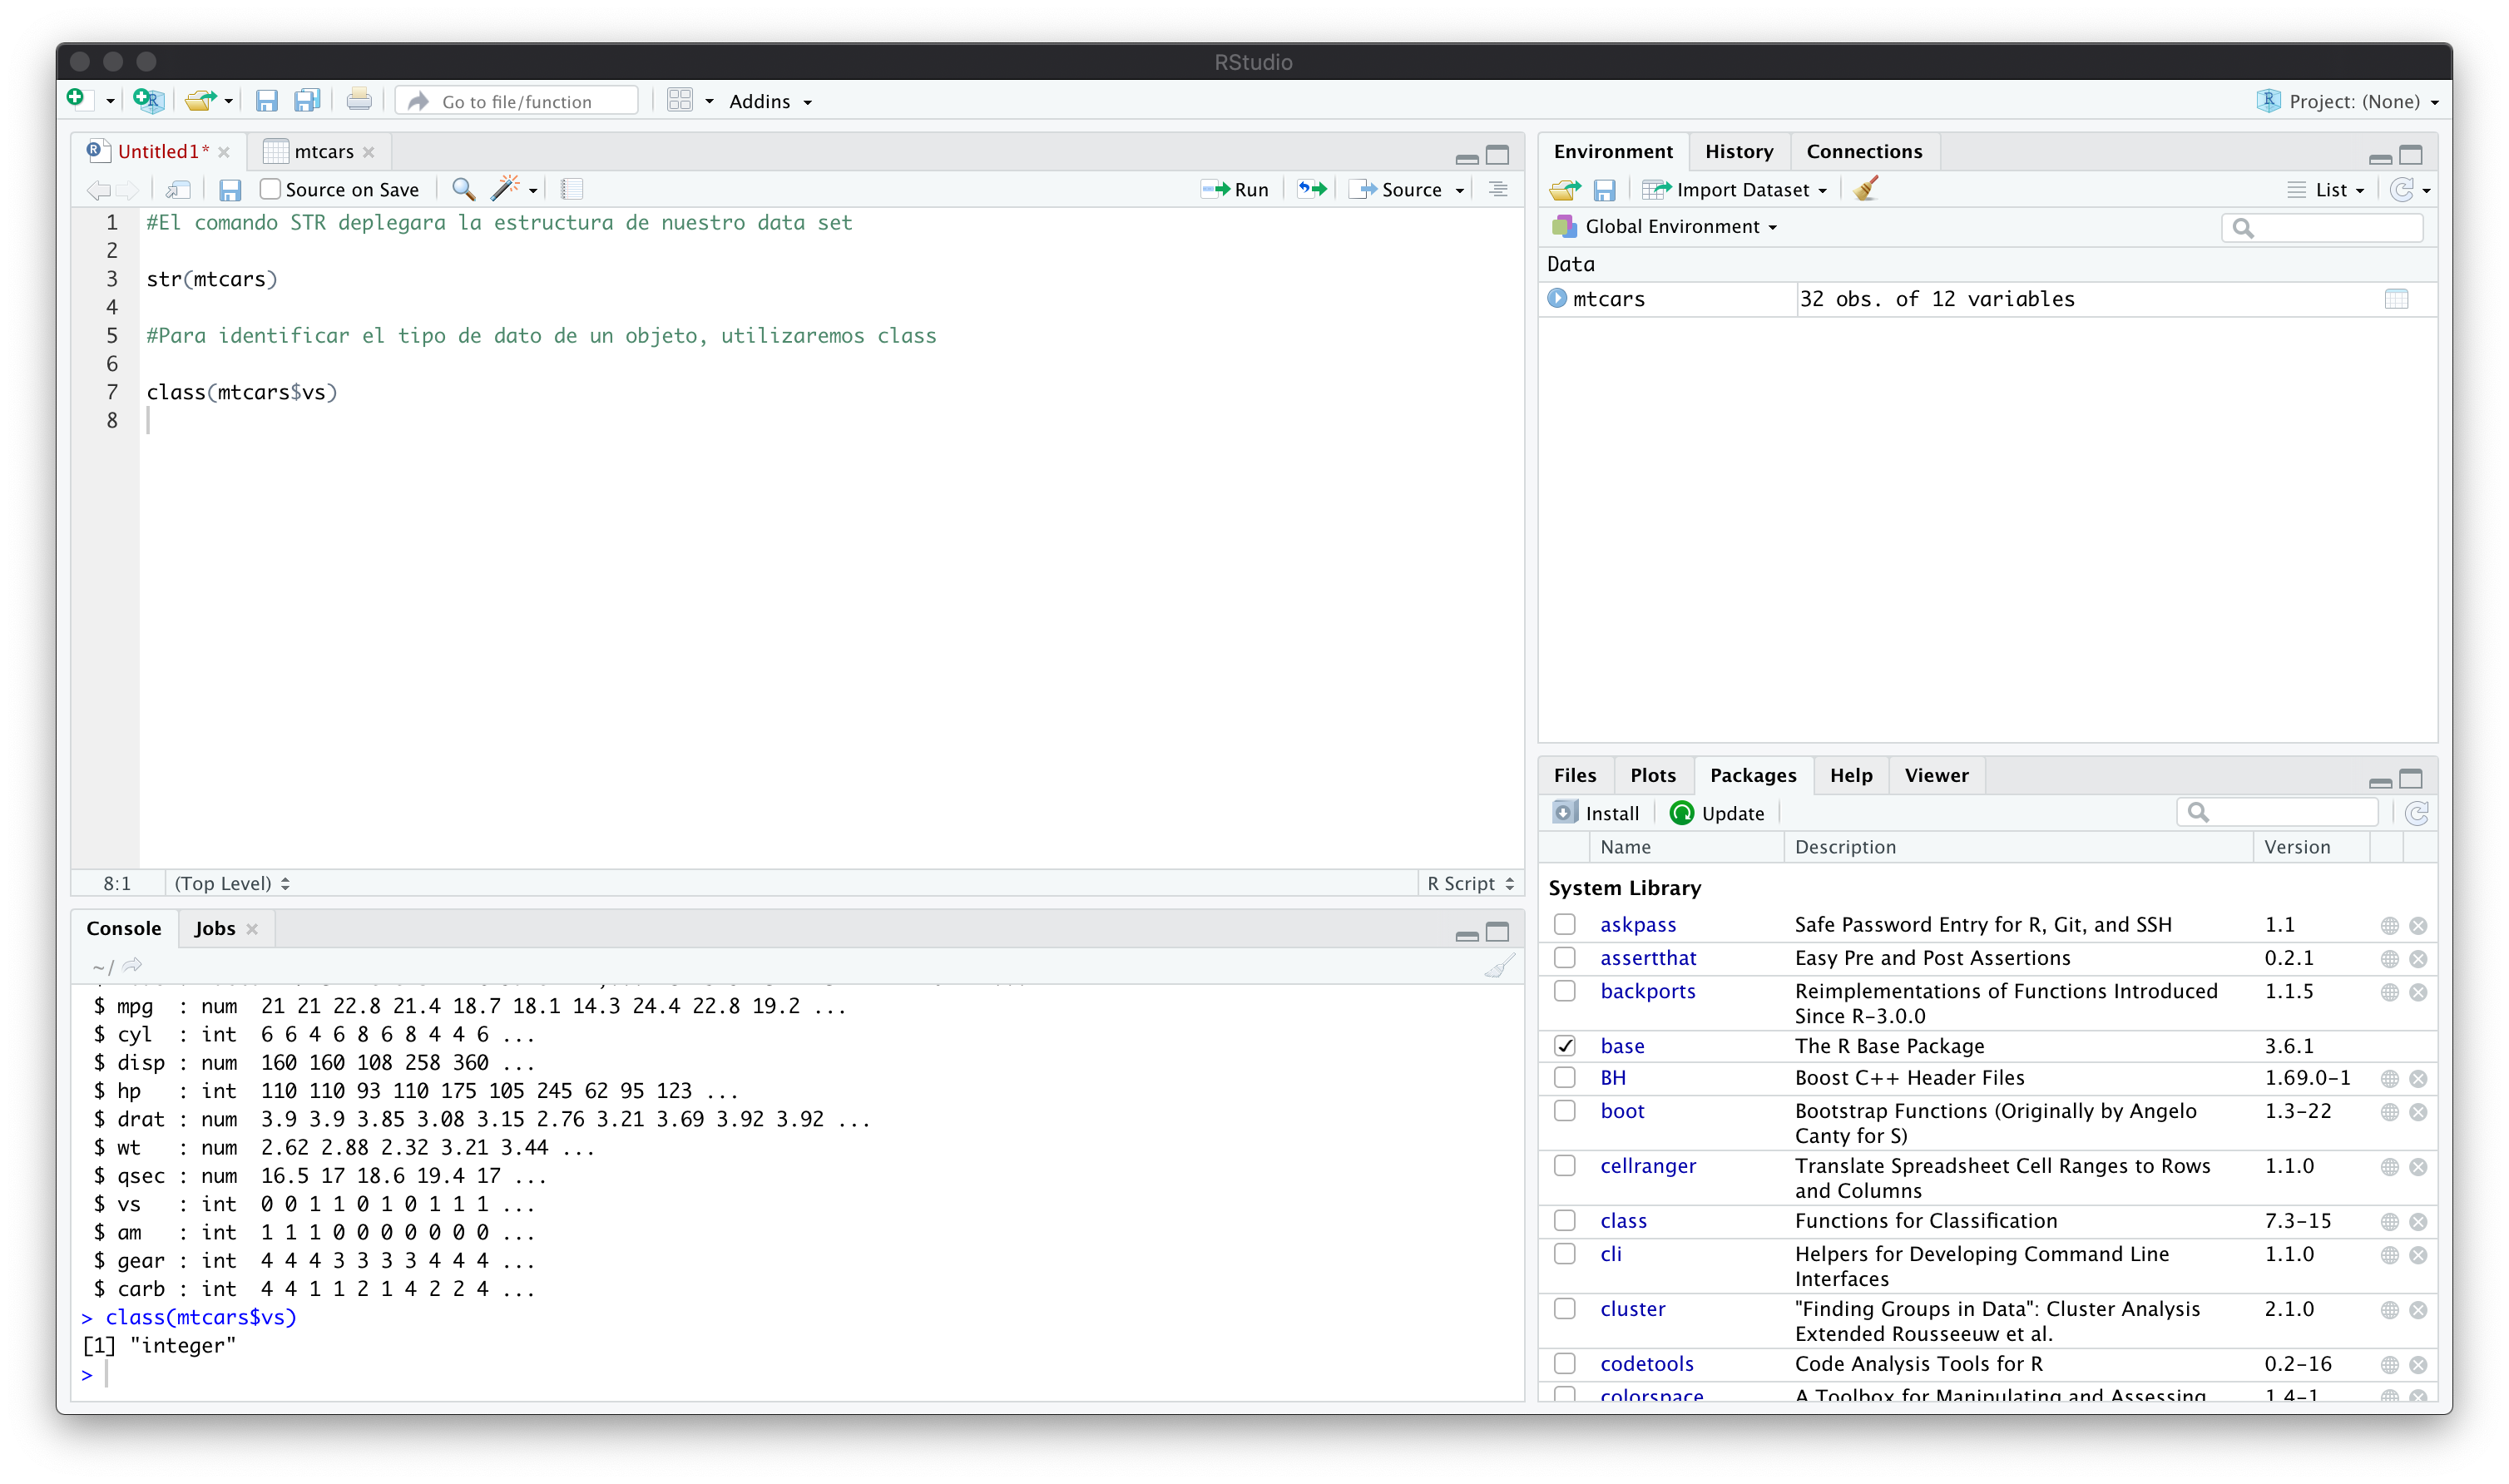 RStudio
Go to file/function
Addins
Project: (None)
Untitled1*
mtcars
Source on Save
Run
Source
1 #El comando STR deplegara la estructura de nuestro data set
2
3 str(mtcars)
4
5 #Para identificar el tipo de dato de un objeto, utilizaremos class
6
7 class(mtcars$vs)
8
8:1 (Top Level) R Script
Console Jobs
~/
$ mpg : num 21 21 22.8 21.4 18.7 18.1 14.3 24.4 22.8 19.2 ...
$ cyl : int 6 6 4 6 8 6 8 4 4 6 ...
$ disp : num 160 160 108 258 360 ...
$ hp : int 110 110 93 110 175 105 245 62 95 123 ...
$ drat : num 3.9 3.9 3.85 3.08 3.15 2.76 3.21 3.69 3.92 3.92 ...
$ wt : num 2.62 2.88 2.32 3.21 3.44 ...
$ qsec : num 16.5 17 18.6 19.4 17 ...
$ vs : int 0 0 1 1 0 1 0 1 1 1 ...
$ am : int 1 1 1 0 0 0 0 0 0 0 ...
$ gear : int 4 4 4 3 3 3 3 4 4 4 ...
$ carb : int 4 4 1 1 2 1 4 2 2 4 ...
> class(mtcars$vs)
[1] "integer"
>
Environment History Connections
Import Dataset List
Global Environment
Data
mtcars 32 obs. of 12 variables
Files Plots Packages Help Viewer
Install Update
Name Description Version
System Library
askpass Safe Password Entry for R, Git, and SSH 1.1
assertthat Easy Pre and Post Assertions 0.2.1
backports Reimplementations of Functions Introduced 1.1.5
Since R-3.0.0
base The R Base Package 3.6.1
BH Boost C++ Header Files 1.69.0-1
boot Bootstrap Functions (Originally by Angelo 1.3-22
Canty for S)
cellranger Translate Spreadsheet Cell Ranges to Rows 1.1.0
and Columns
class Functions for Classification 7.3-15
cli Helpers for Developing Command Line 1.1.0
Interfaces
cluster "Finding Groups in Data": Cluster Analysis 2.1.0
Extended Rousseeuw et al.
codetools Code Analysis Tools for R 0.2-16
colorspace A Toolbox for Manipulating and Assessing 1.4-1